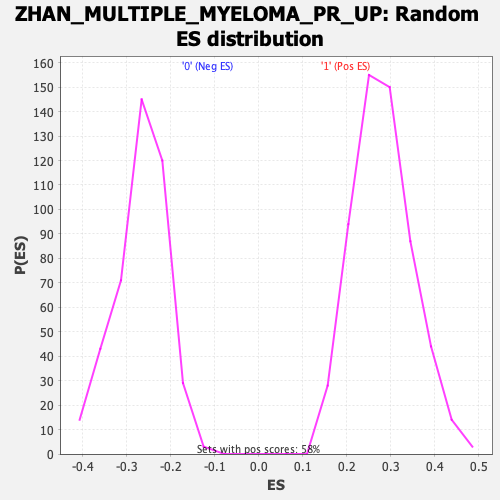 ZHAN_MULTIPLE_MYELOMA_PR_UP: Random
ES distribution
'0' (Neg ES) '1' (Pos ES)
160
150
140
130
120
110
100
90
80
70
60
50
40
30
20
10
0
P(ES)
Sets with pos scores: 58%
-0.4 -0.3 -0.2 -0.1 0.0 0.1 0.2 0.3 0.4 0.5
ES